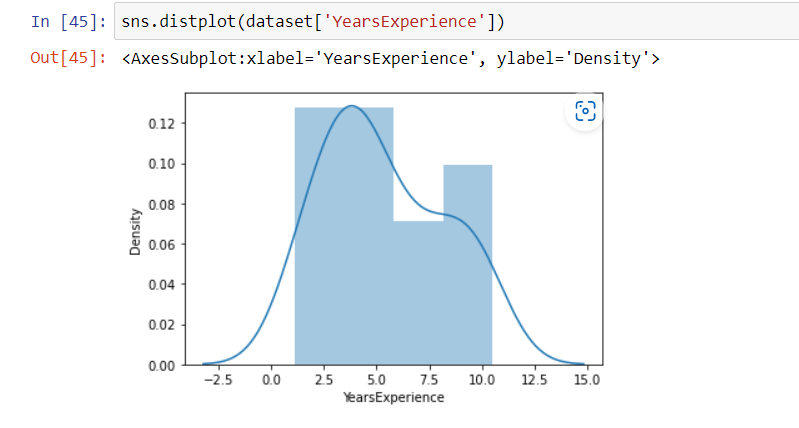 In [45]: sns.distplot(dataset['YearsExperience'])
Out[45]: <AxesSubplot:xlabel='YearsExperience', ylabel='Density'>
0.12
0.10
0.08
0.06
0.04
0.02
0.00
Density
−2.5 0.0 2.5 5.0 7.5 10.0 12.5 15.0
YearsExperience